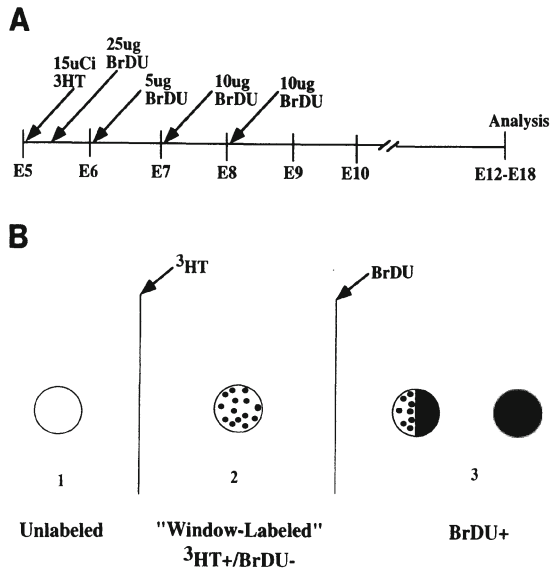 A
25ug
15uCi BrDU
3HT
5ug
BrDU
10ug
BrDU
10ug
BrDU
Analysis
E5 E6 E7 E8 E9 E10 E12-E18
B
³HT
BrDU
1
2
3
Unlabeled
"Window-Labeled"
³HT+/BrDU-
BrDU+